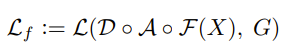 ℒ_f := ℒ(𝒟 ∘ 𝒜 ∘ ℱ(X), G)